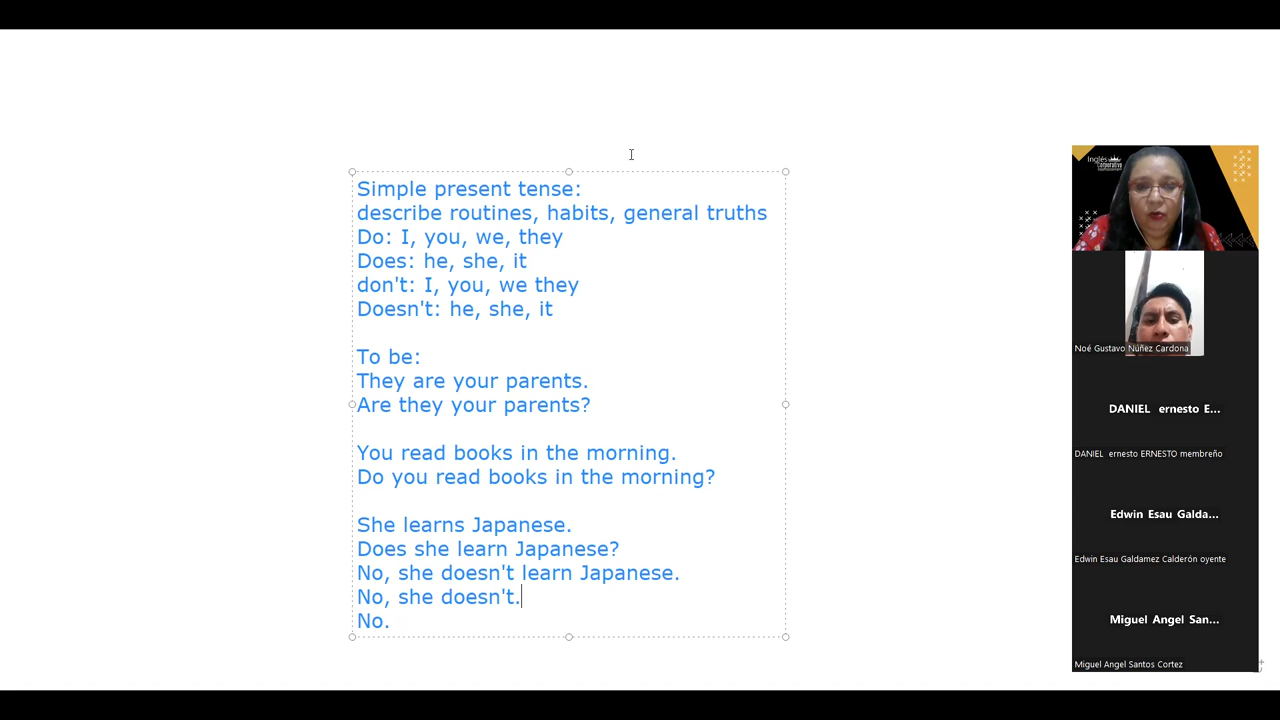 Simple present tense:
describe routines, habits, general truths
Do: I, you, we, they
Does: he, she, it
don't: I, you, we they
Doesn't: he, she, it
To be:
They are your parents.
Are they your parents?
You read books in the morning.
Do you read books in the morning?
She learns Japanese.
Does she learn Japanese?
No, she doesn't learn Japanese.
No, she doesn't.
No.
Inglés
Corporativo
Noé Gustavo Núñez Cardona
DANIEL ernesto E...
DANIEL ernesto ERNESTO membreño
Edwin Esau Galda...
Edwin Esau Galdamez Calderón oyente
Miguel Angel San...
Miguel Angel Santos Cortez